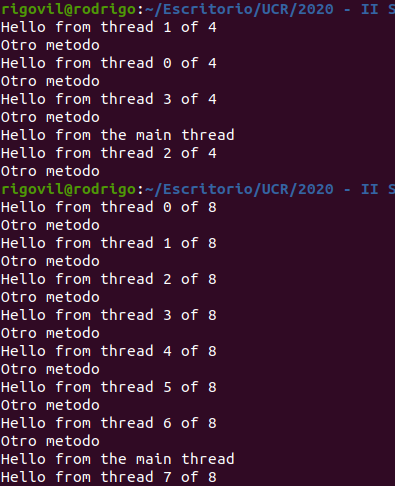 rigovil@rodrigo:~/Escritorio/UCR/2020 - II S
Hello from thread 1 of 4
Otro metodo
Hello from thread 0 of 4
Otro metodo
Hello from thread 3 of 4
Otro metodo
Hello from the main thread
Hello from thread 2 of 4
Otro metodo
rigovil@rodrigo:~/Escritorio/UCR/2020 - II S
Hello from thread 0 of 8
Otro metodo
Hello from thread 1 of 8
Otro metodo
Hello from thread 2 of 8
Otro metodo
Hello from thread 3 of 8
Otro metodo
Hello from thread 4 of 8
Otro metodo
Hello from thread 5 of 8
Otro metodo
Hello from thread 6 of 8
Otro metodo
Hello from the main thread
Hello from thread 7 of 8